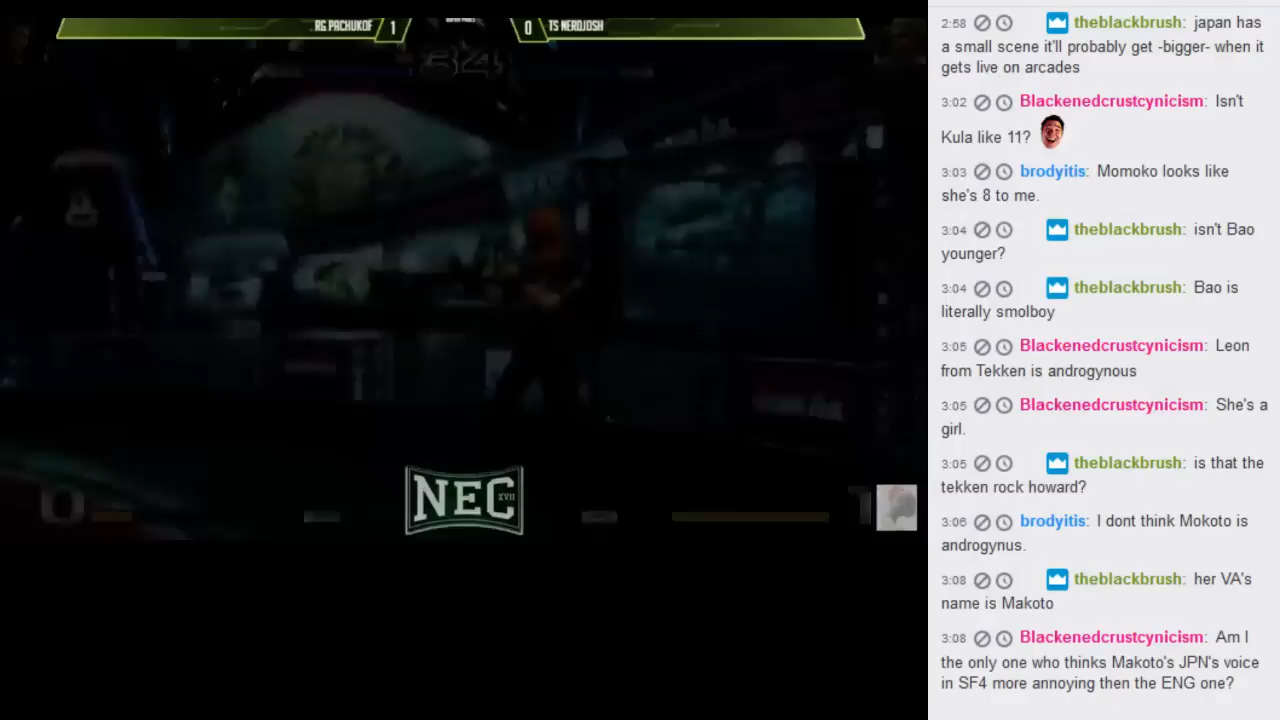 RG PACHUKOF 1
0 TS NERDJOSH
34
NEC XVII
2:58 theblackbrush: japan has
a small scene it'll probably get -bigger- when it
gets live on arcades
3:02 Blackenedcrustcynicism: Isn't
Kula like 11?
3:03 brodyitis: Momoko looks like
she's 8 to me.
3:04 theblackbrush: isn't Bao
younger?
3:04 theblackbrush: Bao is
literally smolboy
3:05 Blackenedcrustcynicism: Leon
from Tekken is androgynous
3:05 Blackenedcrustcynicism: She's a
girl.
3:05 theblackbrush: is that the
tekken rock howard?
3:06 brodyitis: I dont think Mokoto is
androgynus.
3:08 theblackbrush: her VA's
name is Makoto
3:08 Blackenedcrustcynicism: Am I
the only one who thinks Makoto's JPN's voice
in SF4 more annoying then the ENG one?